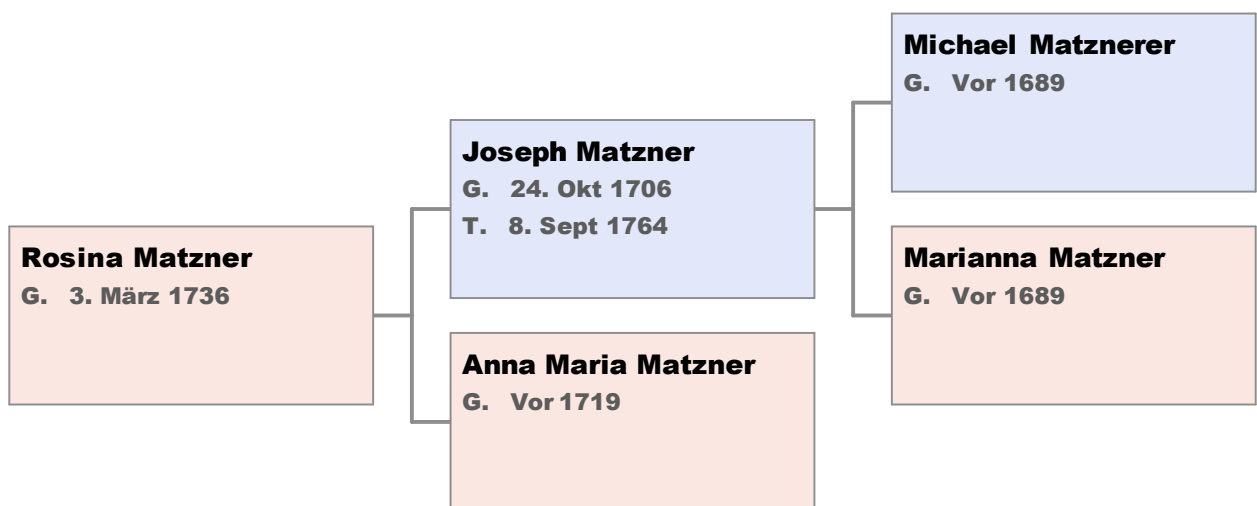 Michael Matznerer
G. Vor 1689
Joseph Matzner
G. 24. Okt 1706
T. 8. Sept 1764
Rosina Matzner
G. 3. März 1736
Marianna Matzner
G. Vor 1689
Anna Maria Matzner
G. Vor 1719